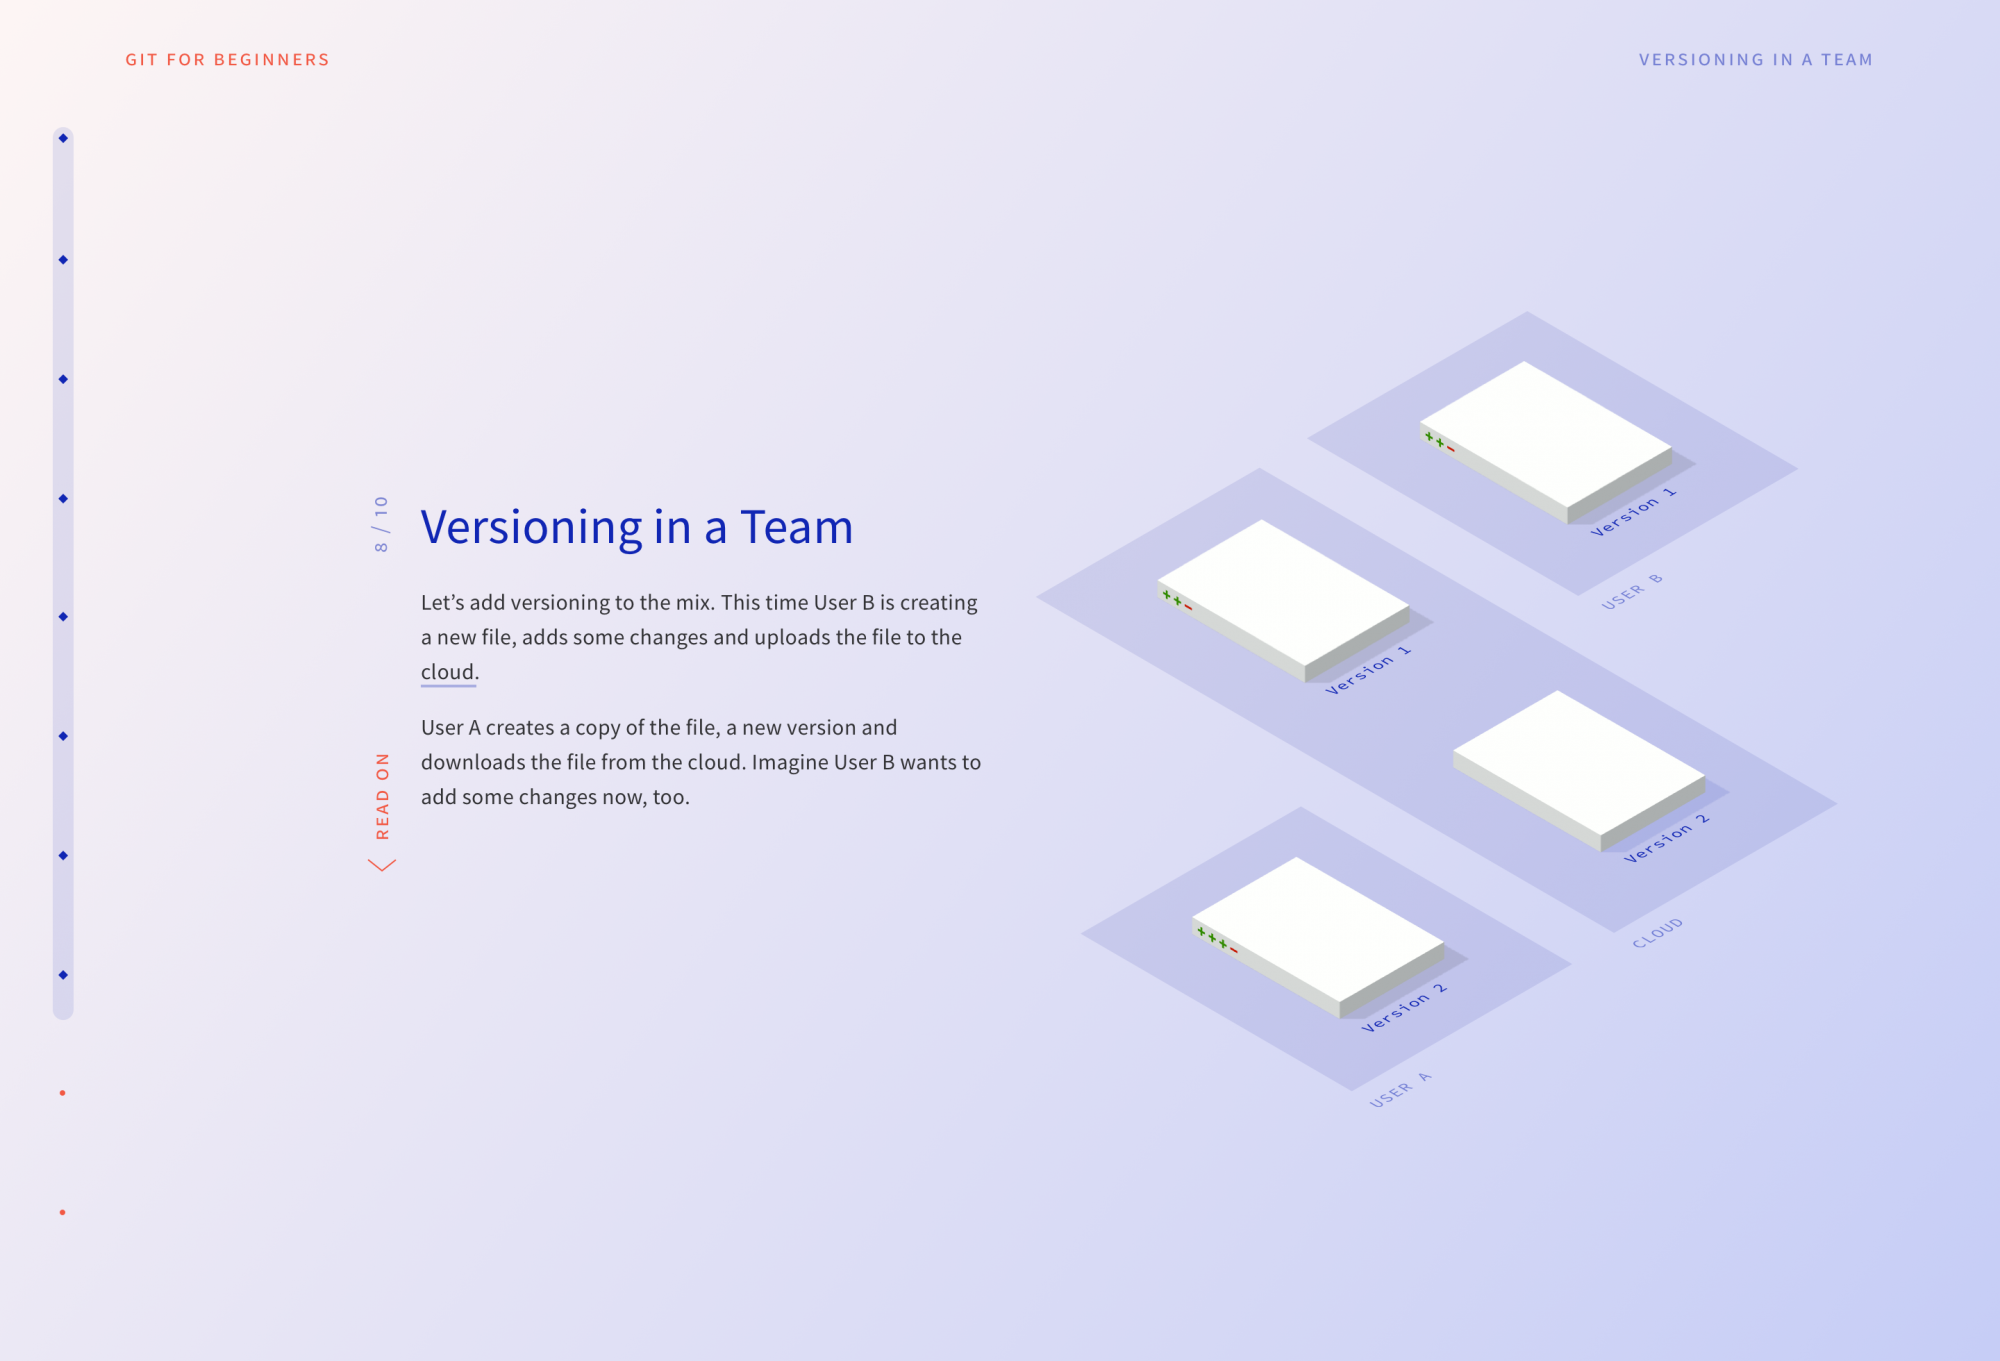 GIT FOR BEGINNERS
VERSIONING IN A TEAM
8 / 10
Versioning in a Team
Let’s add versioning to the mix. This time User B is creating
a new file, adds some changes and uploads the file to the
cloud.
User A creates a copy of the file, a new version and
downloads the file from the cloud. Imagine User B wants to
add some changes now, too.
READ ON
++−
Version 1
USER B
++−
Version 1
Version 2
CLOUD
+++−
Version 2
USER A